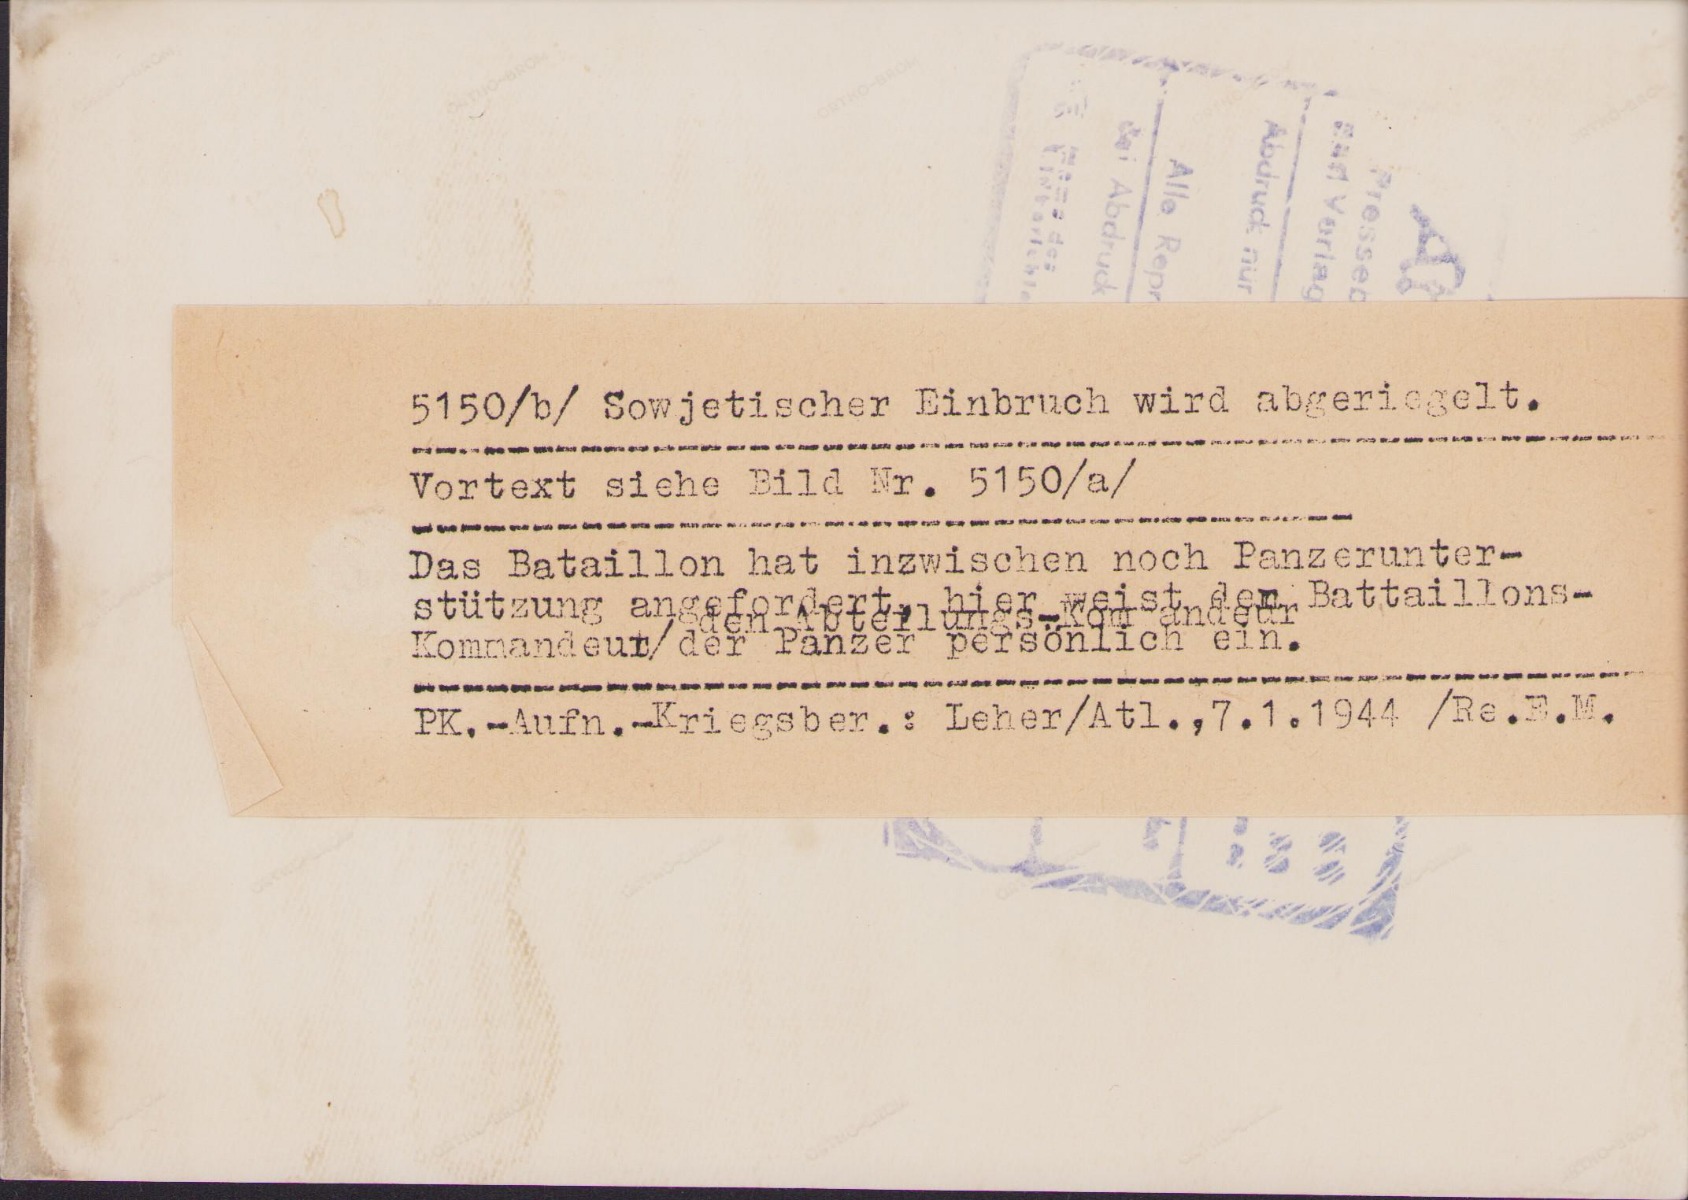 5150/b/ Sowjetischer Einbruch wird abgeriegelt.
Vortext siehe Bild Nr. 5150/a/
Das Bataillon hat inzwischen noch Panzerunter-
stützung angefordert, hier weist der Battaillons-
den Abteilungs-Kommandeur
Kommandeur/der Panzer persönlich ein.
PK.-Aufn.-Kriegsber.: Leher/Atl.,7.1.1944 /Re.E.M.
Presseb
Verlag
Abdruck nur
Alle Repr
Bei Abdruck